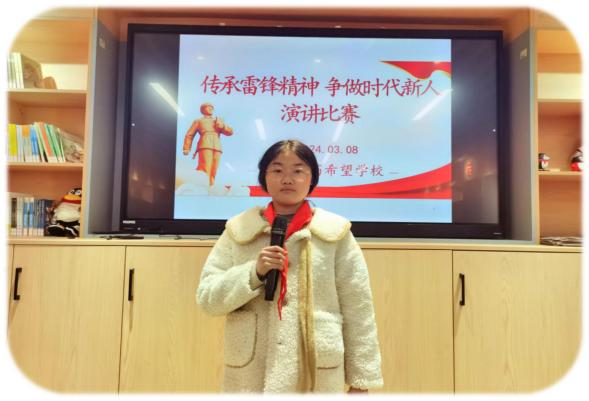 传承雷锋精神 争做时代新人
演讲比赛
24. 03. 08
希望学校